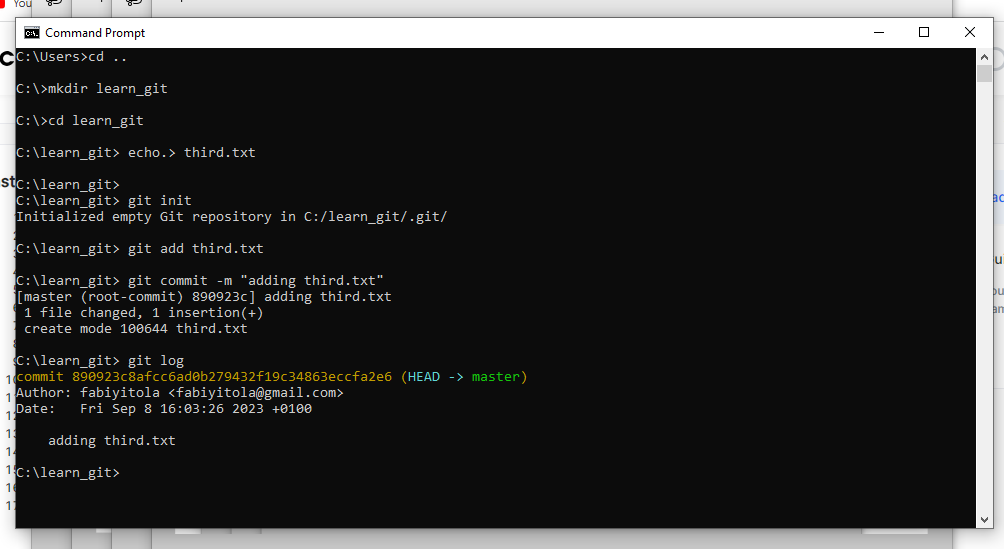 You
Command Prompt
C:\Users>cd ..
C:\>mkdir learn_git
C:\>cd learn_git
C:\learn_git> echo.> third.txt
C:\learn_git>
C:\learn_git> git init
Initialized empty Git repository in C:/learn_git/.git/
C:\learn_git> git add third.txt
C:\learn_git> git commit -m "adding third.txt"
[master (root-commit) 890923c] adding third.txt
1 file changed, 1 insertion(+)
create mode 100644 third.txt
C:\learn_git> git log
commit 890923c8afcc6ad0b279432f19c34863eccfa2e6 (HEAD -> master)
Author: fabiyitola <fabiyitola@gmail.com>
Date:   Fri Sep 8 16:03:26 2023 +0100
adding third.txt
C:\learn_git>